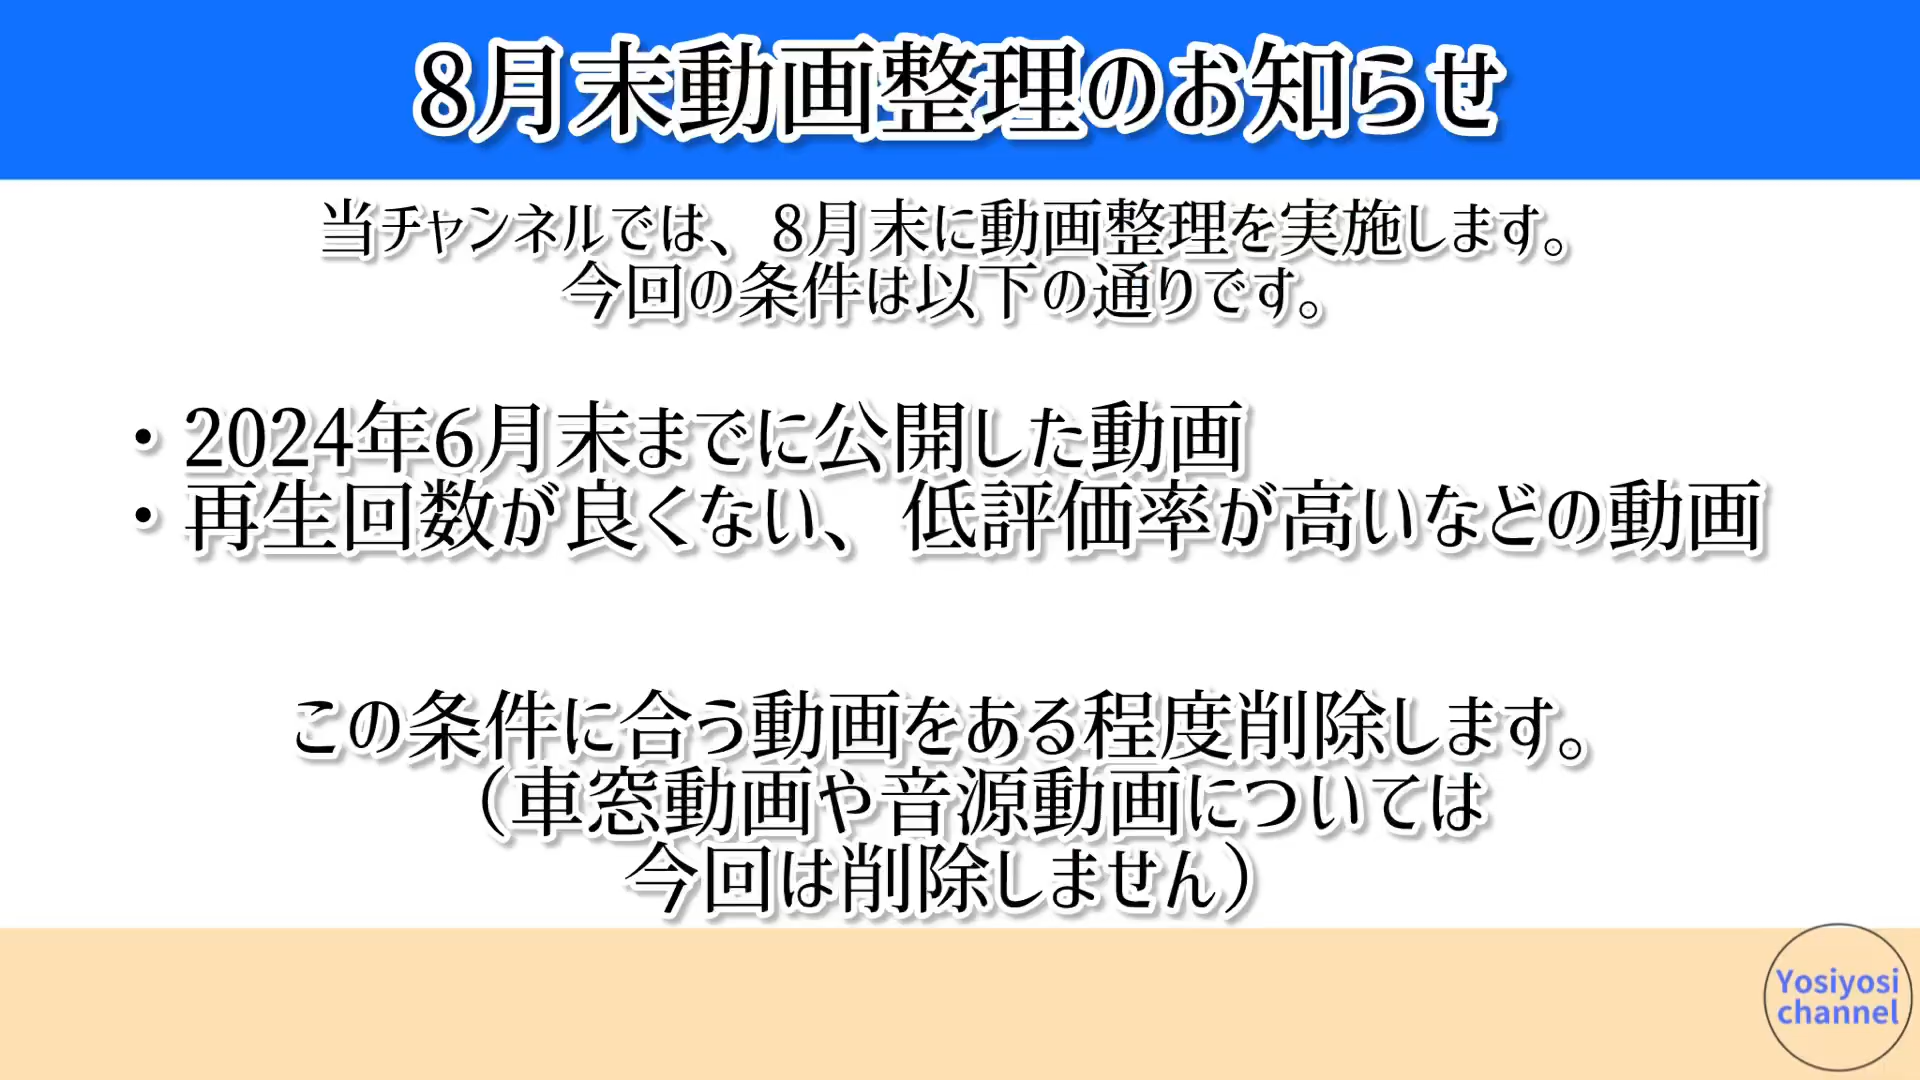 8月末動画整理のお知らせ
当チャンネルでは、8月末に動画整理を実施します。
今回の条件は以下の通りです。
・2024年6月末までに公開した動画
・再生回数が良くない、低評価率が高いなどの動画
この条件に合う動画をある程度削除します。
（車窓動画や音源動画については
今回は削除しません）
Yosiyosi
channel